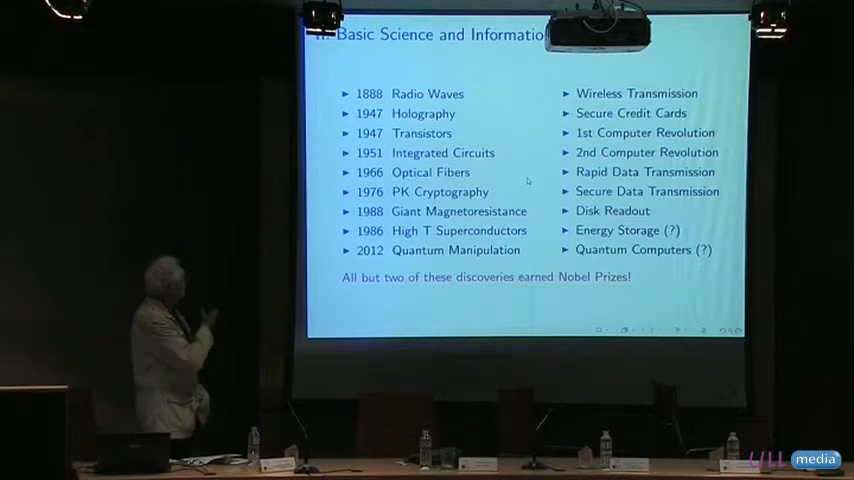 Basic Science and Informatio
► 1888 Radio Waves ► Wireless Transmission
► 1947 Holography ► Secure Credit Cards
► 1947 Transistors ► 1st Computer Revolution
► 1951 Integrated Circuits ► 2nd Computer Revolution
► 1966 Optical Fibers ► Rapid Data Transmission
► 1976 PK Cryptography ► Secure Data Transmission
► 1988 Giant Magnetoresistance ► Disk Readout
► 1986 High T Superconductors ► Energy Storage (?)
► 2012 Quantum Manipulation ► Quantum Computers (?)
All but two of these discoveries earned Nobel Prizes!
ULL media